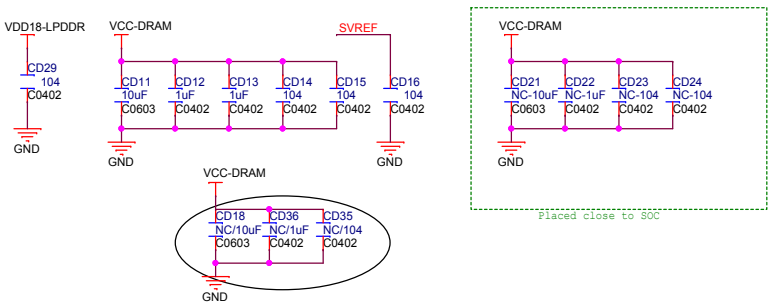 VDD18-LPDDR
CD29
104
C0402
GND
VCC-DRAM
CD11
10uF
C0603
CD12
1uF
C0402
CD13
1uF
C0402
CD14
104
C0402
CD15
104
C0402
GND
SVREF
CD16
104
C0402
GND
VCC-DRAM
CD21
NC-10uF
C0603
CD22
NC-1uF
C0402
CD23
NC-104
C0402
CD24
NC-104
C0402
GND
Placed close to SOC
VCC-DRAM
CD18
NC/10uF
C0603
CD36
NC/1uF
C0402
CD35
NC/104
C0402
GND